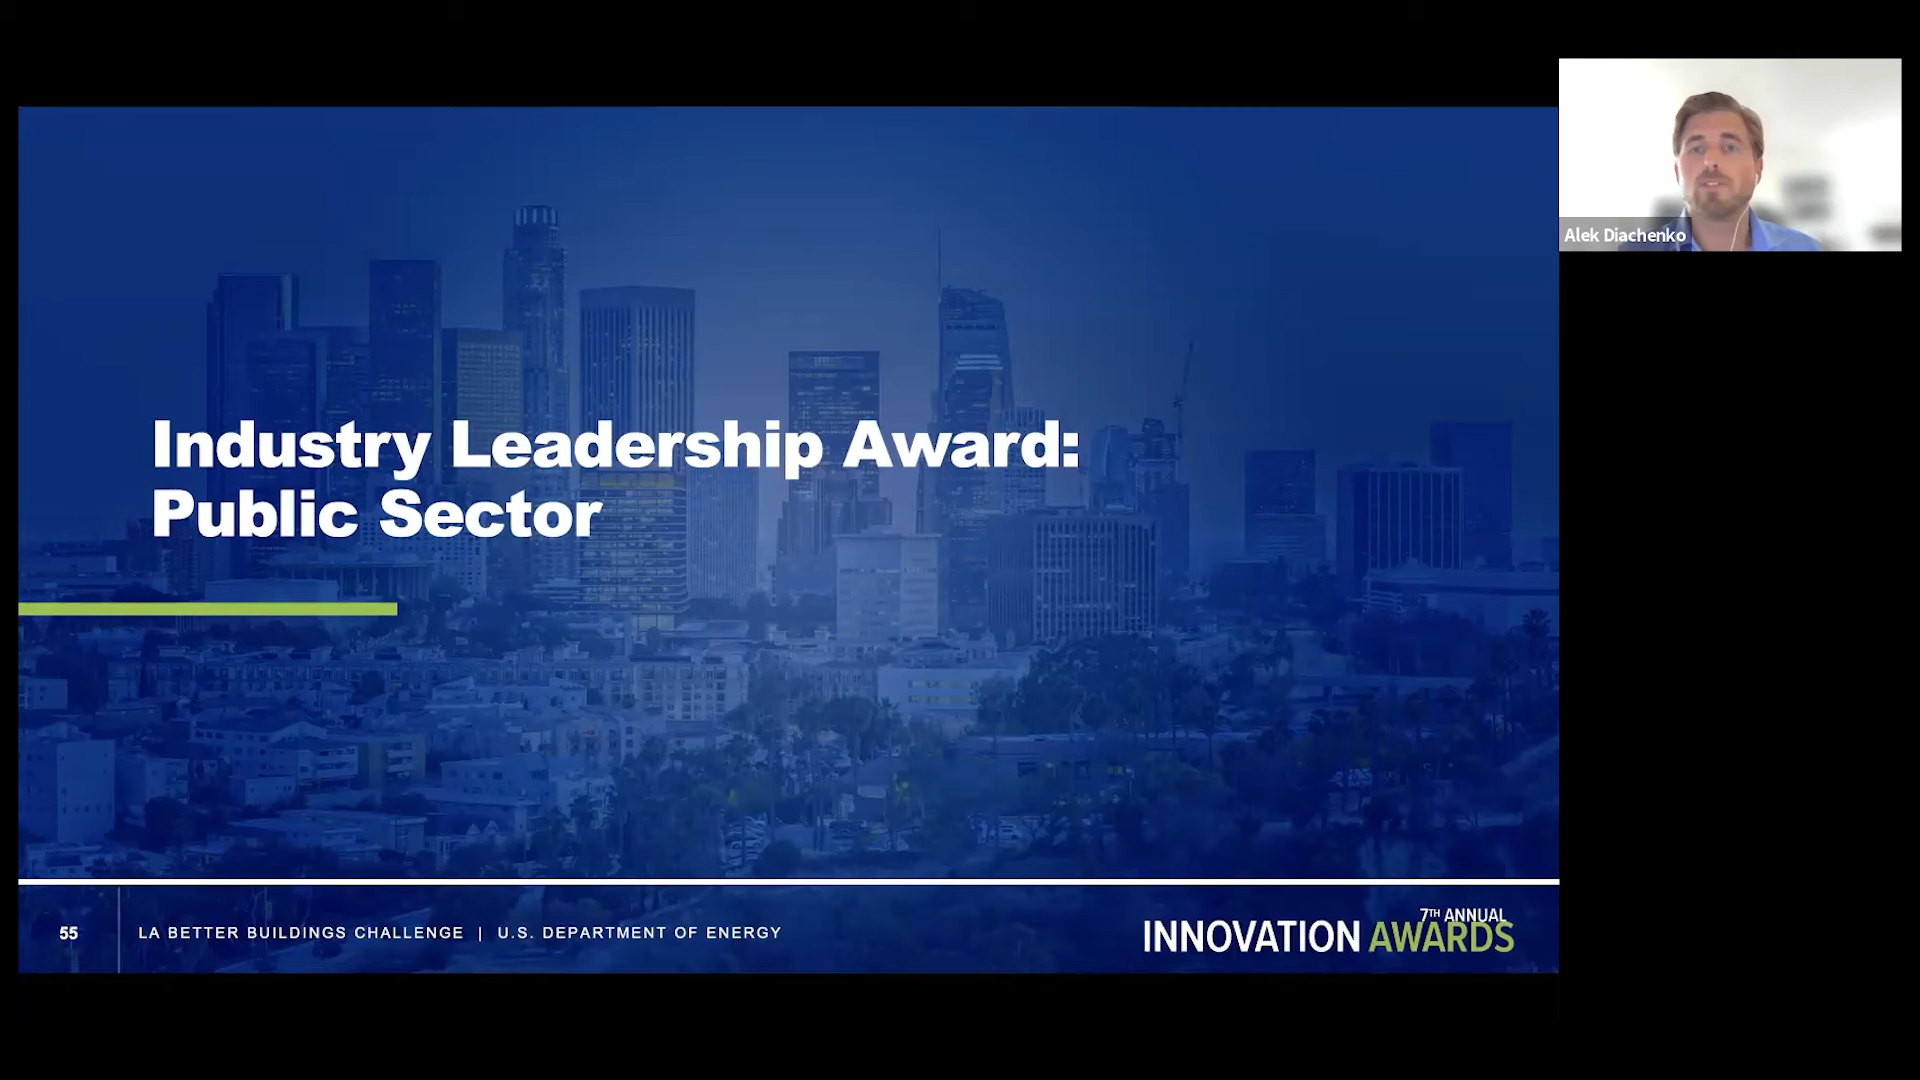 Alek Diachenko
Industry Leadership Award:
Public Sector
55
LA BETTER BUILDINGS CHALLENGE | U.S. DEPARTMENT OF ENERGY
7TH ANNUAL
INNOVATION AWARDS